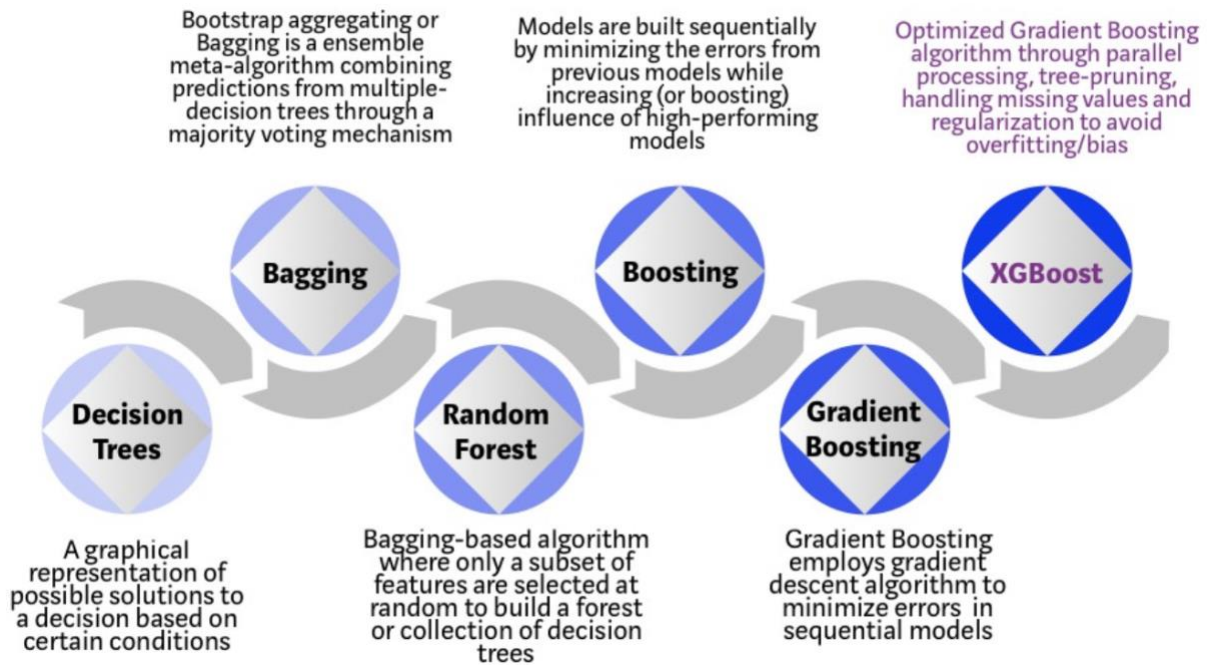 Bootstrap aggregating or
Bagging is a ensemble
meta-algorithm combining
predictions from multiple-
decision trees through a
majority voting mechanism
Models are built sequentially
by minimizing the errors from
previous models while
increasing (or boosting)
influence of high-performing
models
Optimized Gradient Boosting
algorithm through parallel
processing, tree-pruning,
handling missing values and
regularization to avoid
overfitting/bias
Bagging
Boosting
XGBoost
Decision
Trees
Random
Forest
Gradient
Boosting
A graphical
representation of
possible solutions to
a decision based on
certain conditions
Bagging-based algorithm
where only a subset of
features are selected at
random to build a forest
or collection of decision
trees
Gradient Boosting
employs gradient
descent algorithm to
minimize errors in
sequential models